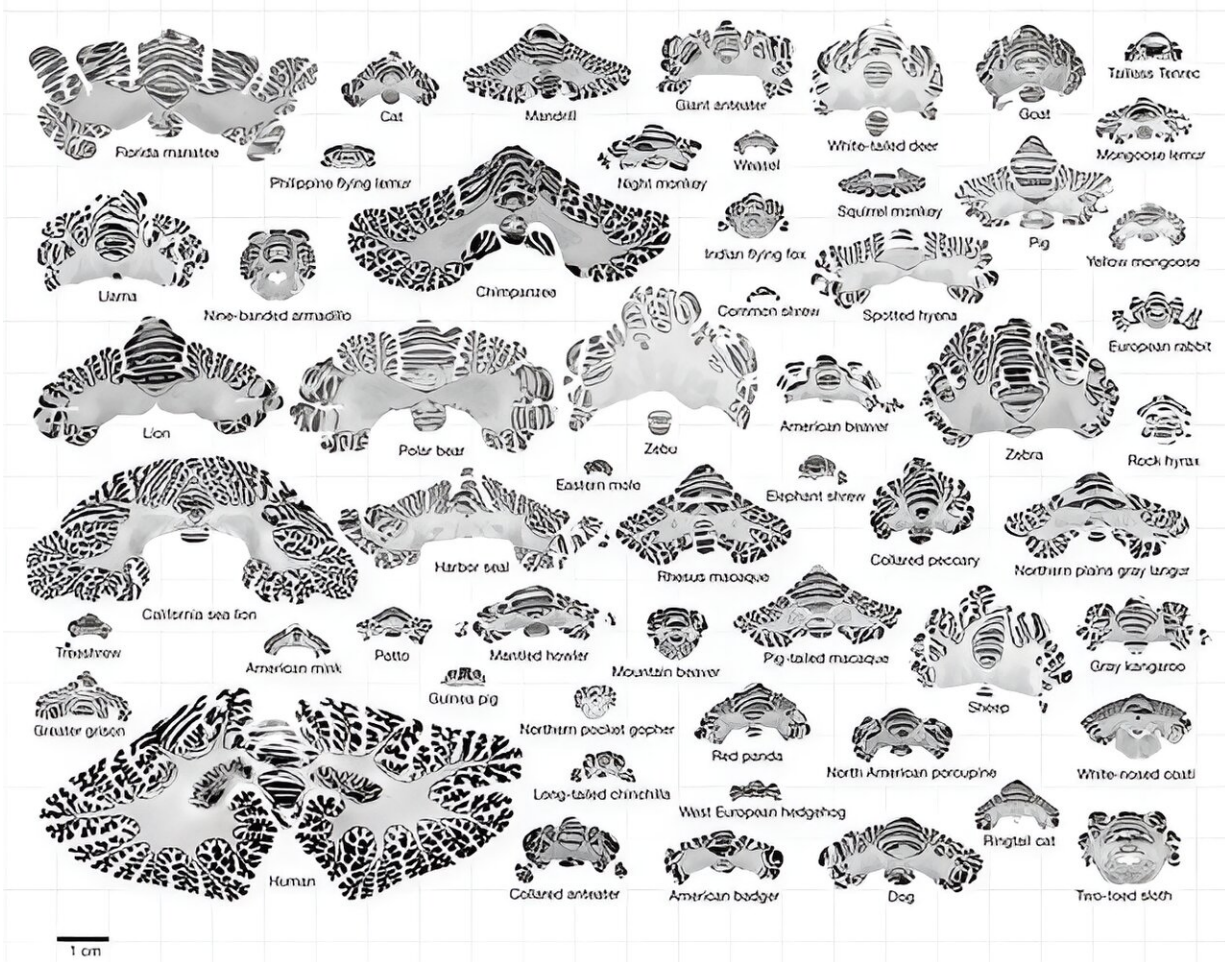 Florida manatee
Cat
Mandrill
Giant anteater
White-tailed deer
Goat
Tailless Tenrec
Philippine flying lemur
Night monkey
Weasel
Squirrel monkey
Mongoose lemur
Llama
Nine-banded armadillo
Chimpanzee
Indian flying fox
Common shrew
Spotted hyena
Pig
Yellow mongoose
European rabbit
Lion
Polar bear
Zebu
American beaver
Zebra
Rock hyrax
California sea lion
Harbor seal
Eastern mole
Rhesus macaque
Elephant shrew
Collared peccary
Northern plains gray langur
Treeshrew
American mink
Potto
Mantled howler
Mountain beaver
Pig-tailed macaque
Sheep
Gray kangaroo
Greater grison
Guinea pig
Northern pocket gopher
Red panda
North American porcupine
White-nosed coati
Human
Long-tailed chinchilla
West European hedgehog
Ringtail cat
Collared anteater
American badger
Dog
Two-toed sloth
1 cm